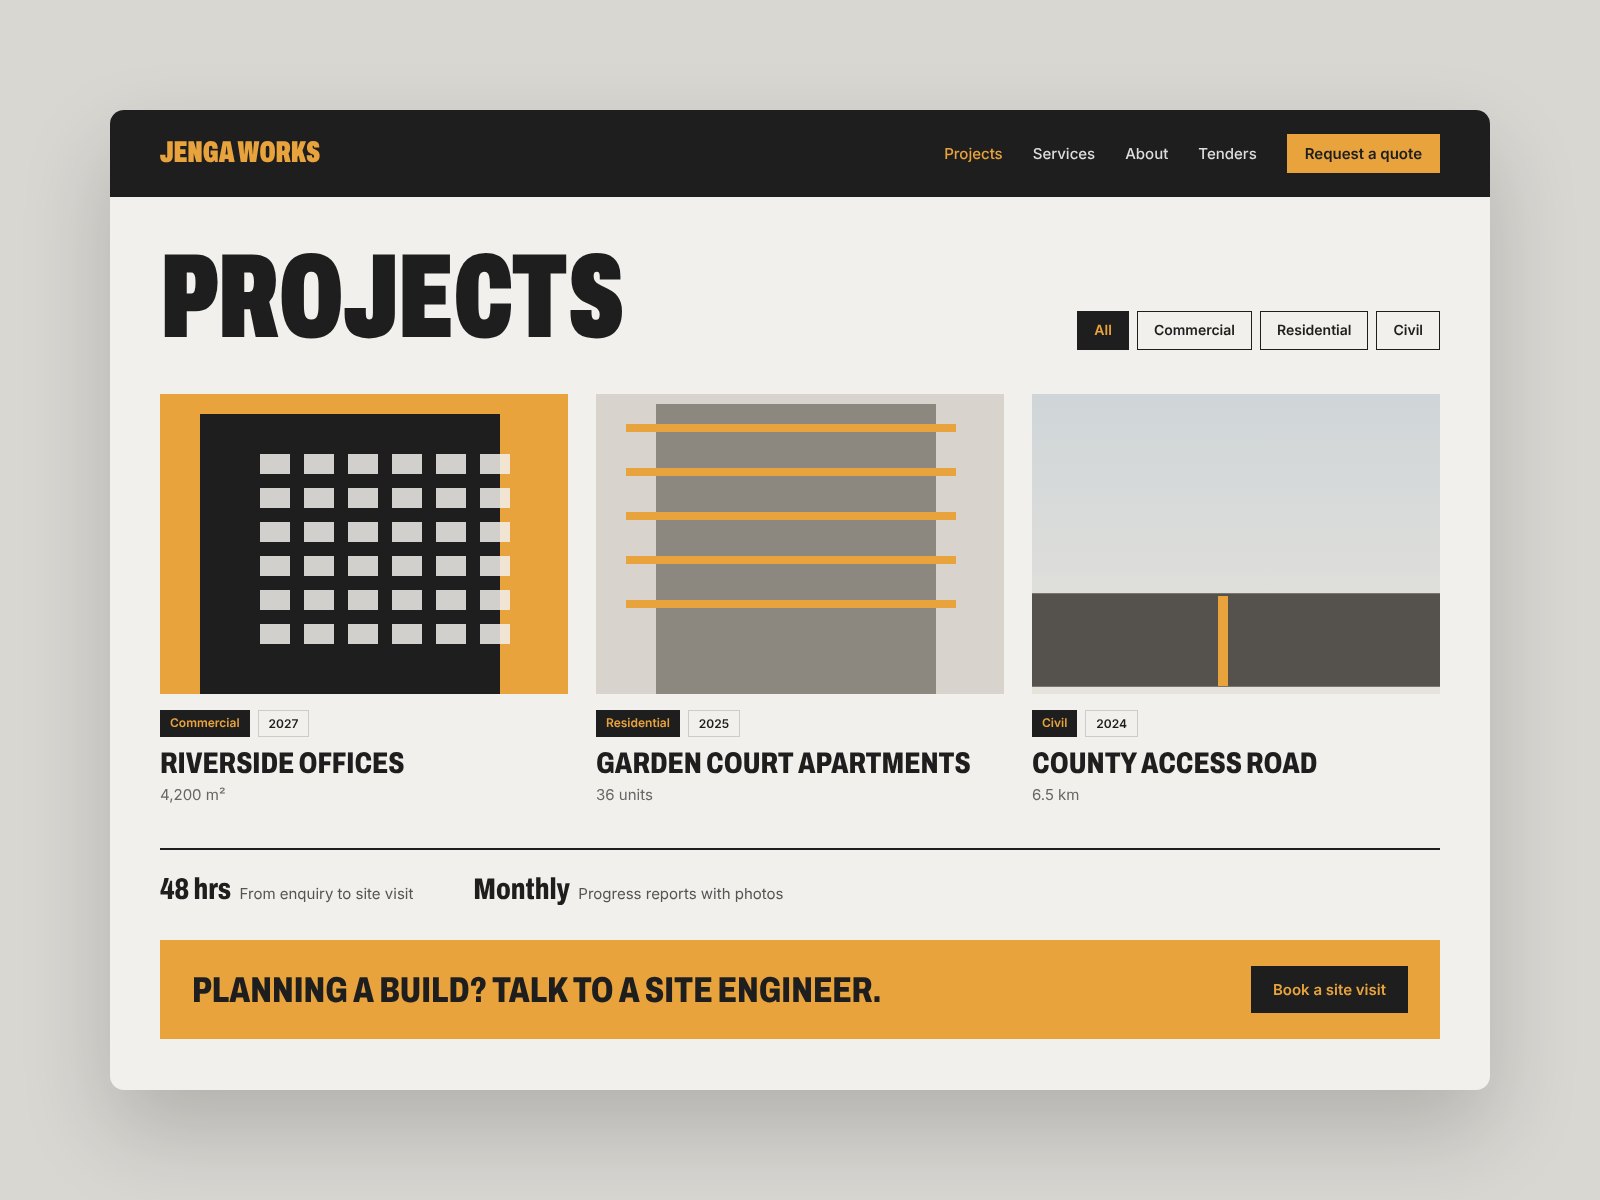 JENGA WORKS
Projects Services About Tenders Request a quote
PROJECTS
All Commercial Residential Civil
Commercial 2027
RIVERSIDE OFFICES
4,200 m²
Residential 2025
GARDEN COURT APARTMENTS
36 units
Civil 2024
COUNTY ACCESS ROAD
6.5 km
48 hrs From enquiry to site visit
Monthly Progress reports with photos
PLANNING A BUILD? TALK TO A SITE ENGINEER.
Book a site visit